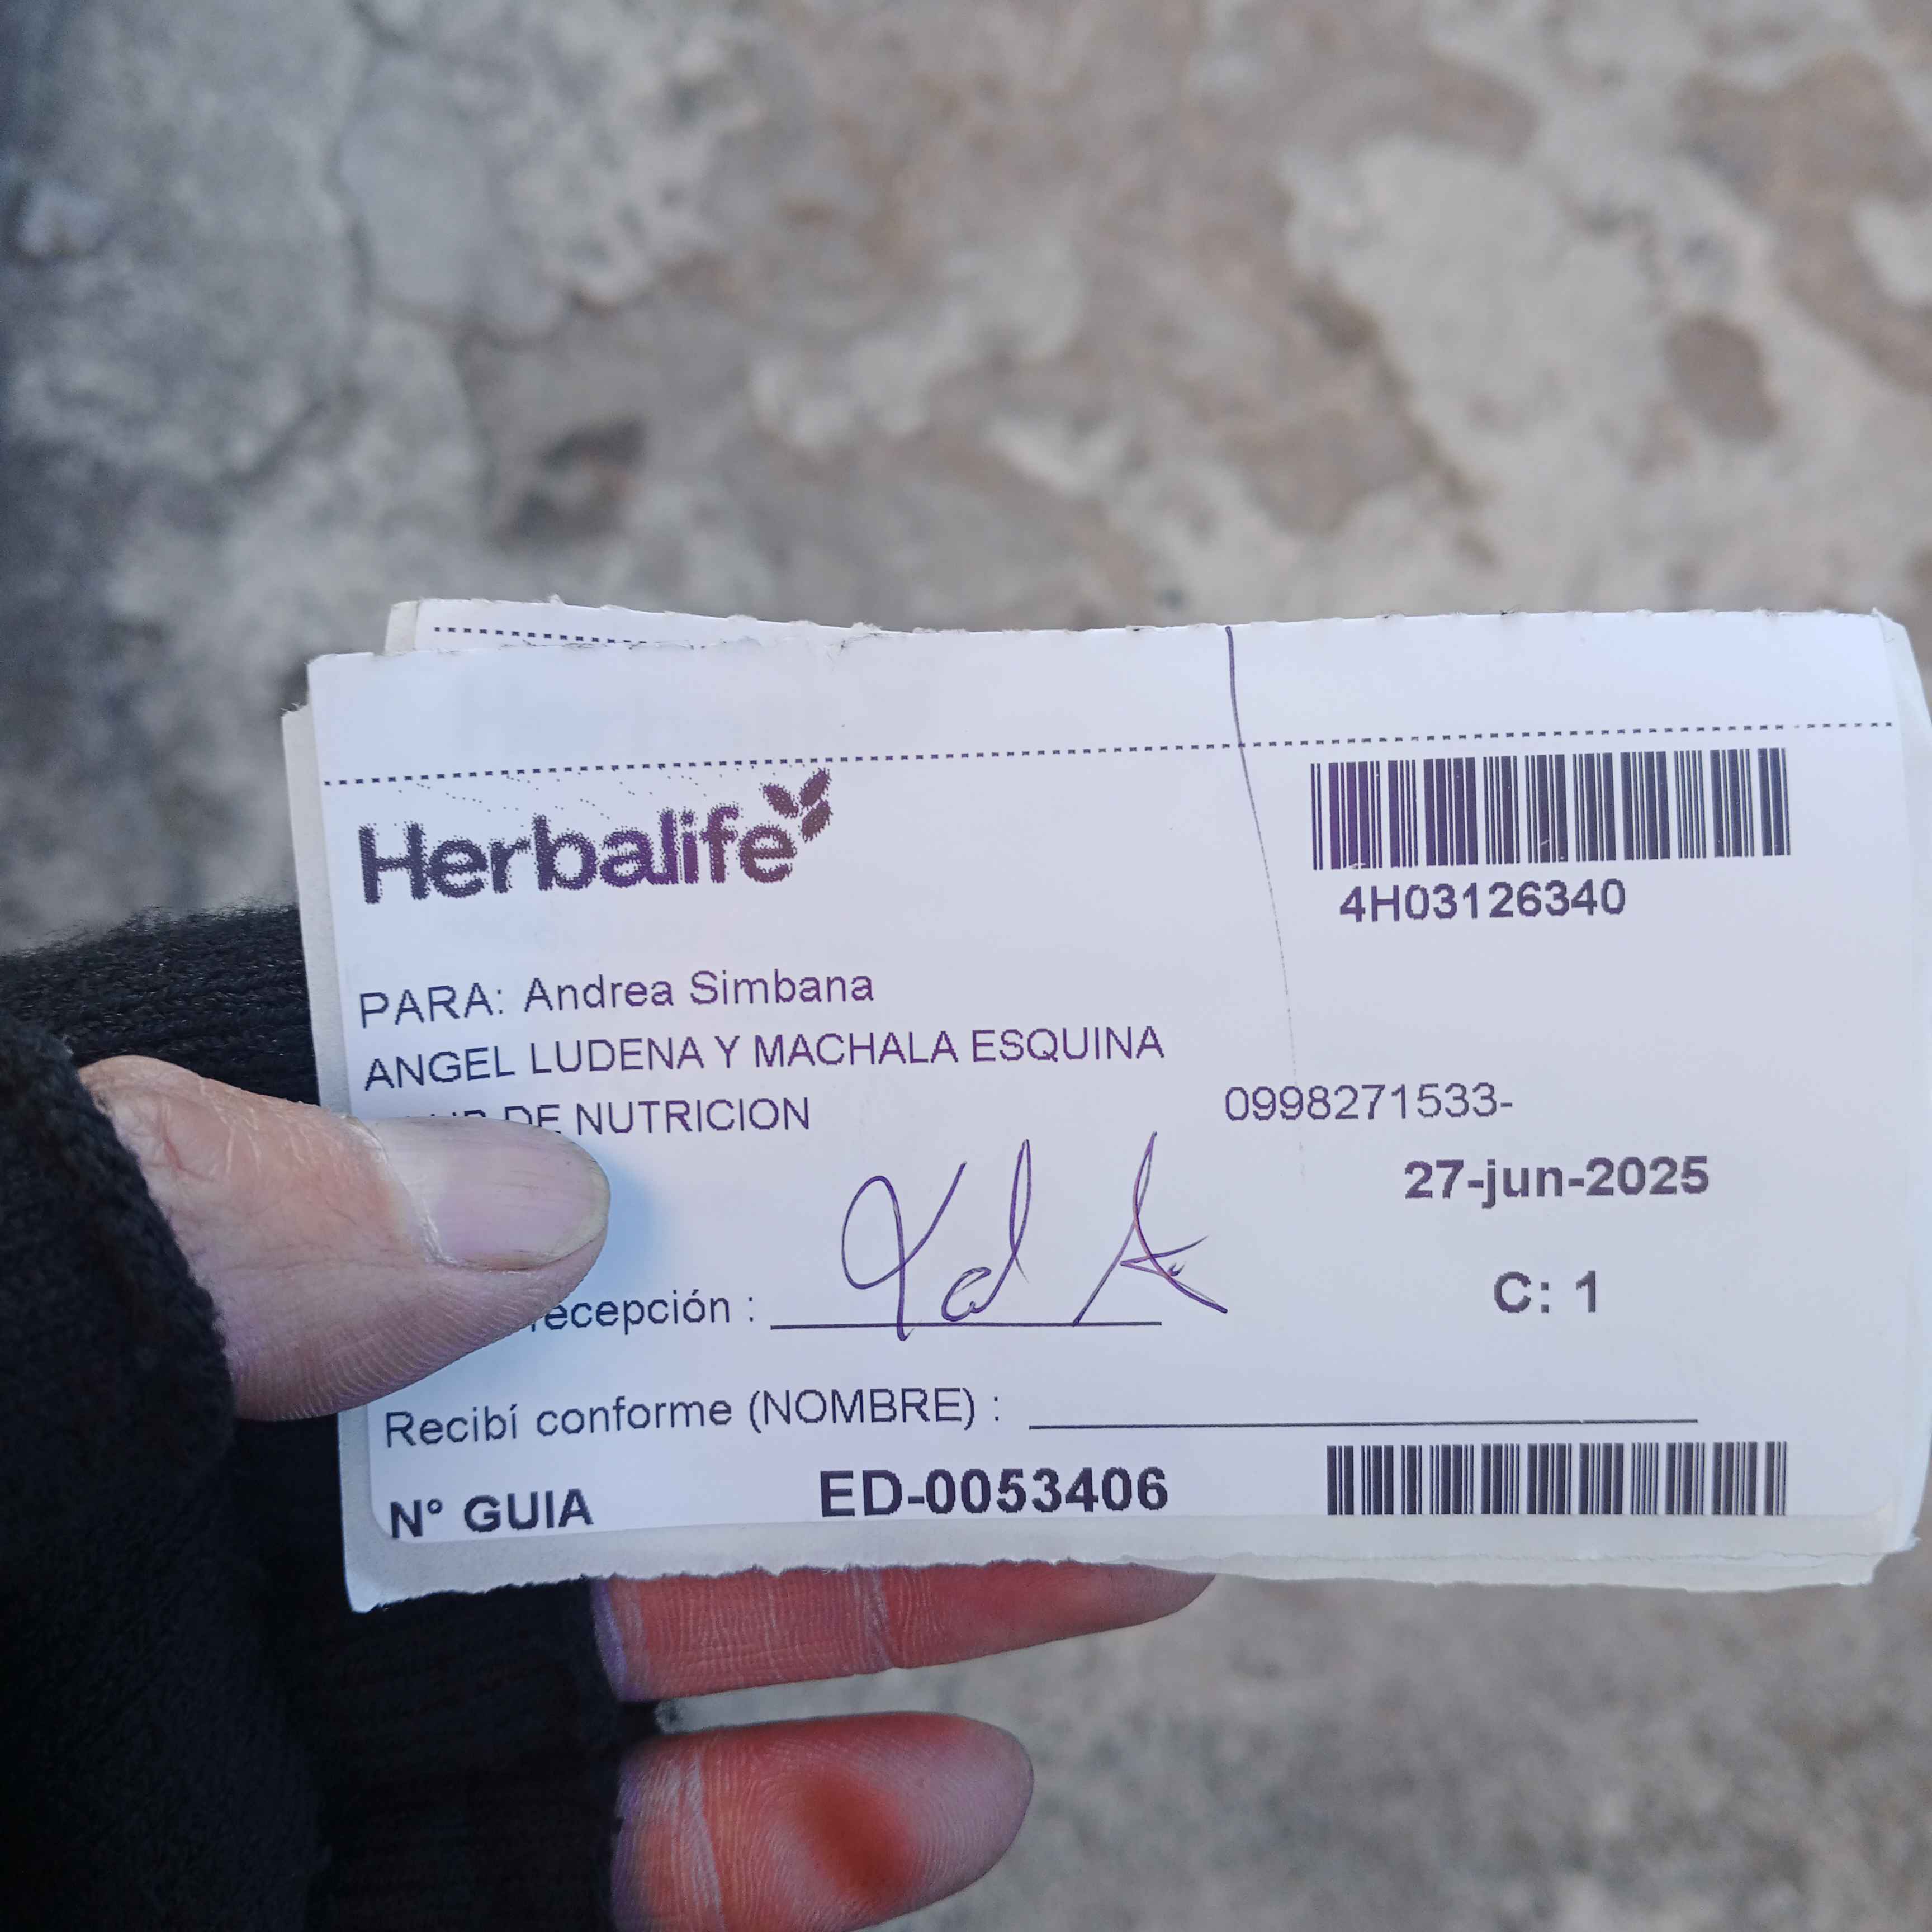 Herbalife
4H03126340
PARA: Andrea Simbana
ANGEL LUDENA Y MACHALA ESQUINA
DE NUTRICION
0998271533-
27-jun-2025
C: 1
ecepción :
Recibí conforme (NOMBRE) :
N° GUIA ED-0053406